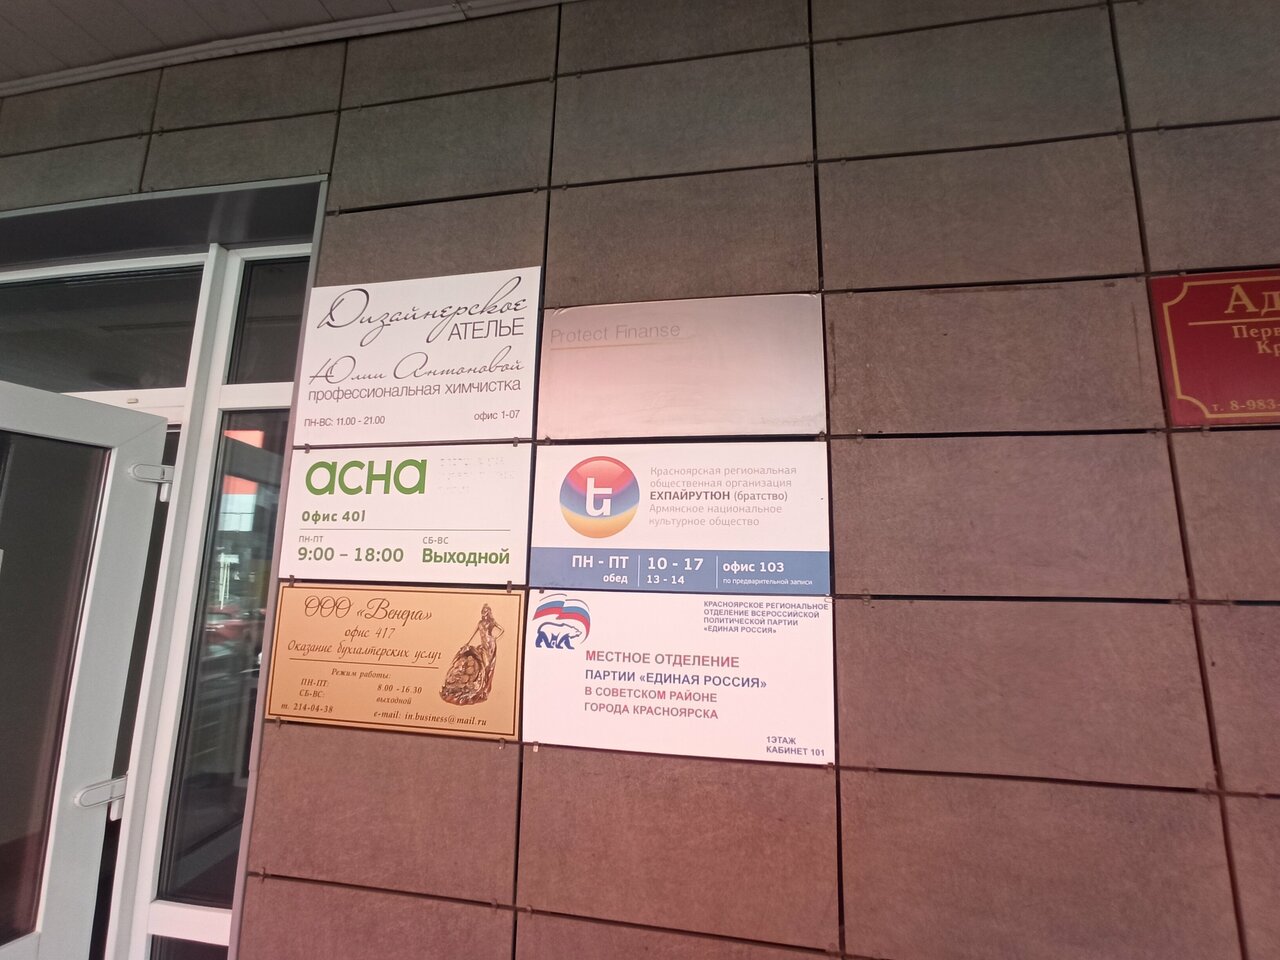 Дизайнерское
АТЕЛЬЕ
Юлии Антоновой
профессиональная химчистка
ПН-ВС: 11.00 - 21.00
офис 1-07
Protect Finanse
асна
Офис 401
ПН-ПТ
СБ-ВС
9:00 - 18:00
Выходной
Красноярская региональная
общественная организация
ЕХПАЙРУТЮН (братство)
Армянское национальное
культурное общество
ПН - ПТ
обед
10 - 17
13 - 14
офис 103
по предварительной записи
ООО «Венера»
офис 417
Оказание бухгалтерских услуг
Режим работы:
ПН-ПТ: 8.00 - 16.30
СБ-ВС: выходной
т. 214-04-38
e-mail: in.business@mail.ru
КРАСНОЯРСКОЕ РЕГИОНАЛЬНОЕ
ОТДЕЛЕНИЕ ВСЕРОССИЙСКОЙ
ПОЛИТИЧЕСКОЙ ПАРТИИ
«ЕДИНАЯ РОССИЯ»
МЕСТНОЕ ОТДЕЛЕНИЕ
ПАРТИИ «ЕДИНАЯ РОССИЯ»
В СОВЕТСКОМ РАЙОНЕ
ГОРОДА КРАСНОЯРСКА
1ЭТАЖ
КАБИНЕТ 101
Ад
Перв
Кр
т. 8-983-